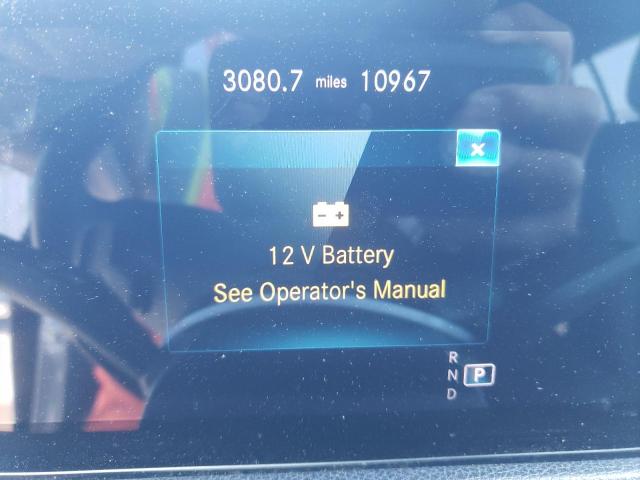 3080.7 miles 10967
×
12 V Battery
See Operator's Manual
R
N P
D